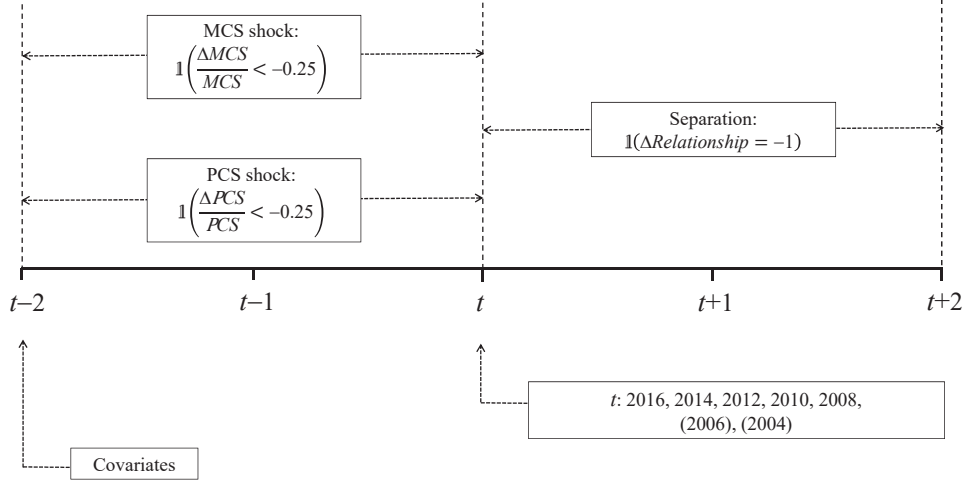 MCS shock:
𝟙(ΔMCS/MCS < −0.25)
Separation:
𝟙(ΔRelationship = −1)
PCS shock:
𝟙(ΔPCS/PCS < −0.25)
t−2
t−1
t
t+1
t+2
t: 2016, 2014, 2012, 2010, 2008,
(2006), (2004)
Covariates